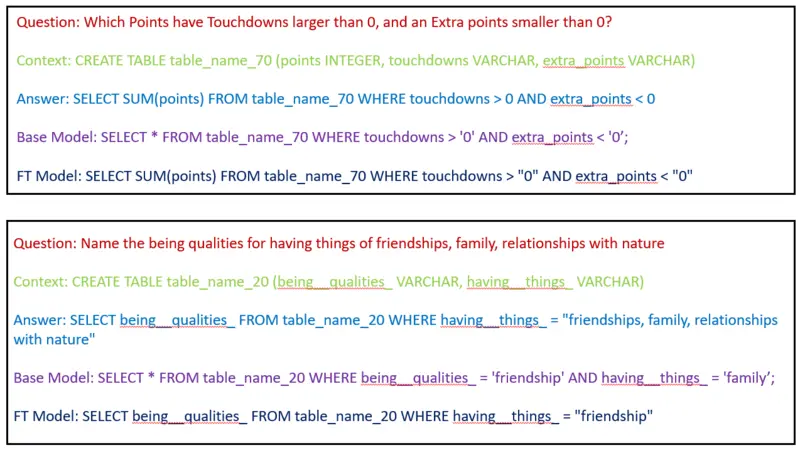 Question: Which Points have Touchdowns larger than 0, and an Extra points smaller than 0?
Context: CREATE TABLE table_name_70 (points INTEGER, touchdowns VARCHAR, extra_points VARCHAR)
Answer: SELECT SUM(points) FROM table_name_70 WHERE touchdowns > 0 AND extra_points < 0
Base Model: SELECT * FROM table_name_70 WHERE touchdowns > '0' AND extra_points < '0’;
FT Model: SELECT SUM(points) FROM table_name_70 WHERE touchdowns > "0" AND extra_points < "0"
Question: Name the being qualities for having things of friendships, family, relationships with nature
Context: CREATE TABLE table_name_20 (being__qualities_ VARCHAR, having__things_ VARCHAR)
Answer: SELECT being__qualities_ FROM table_name_20 WHERE having__things_ = "friendships, family, relationships
with nature"
Base Model: SELECT * FROM table_name_20 WHERE being__qualities_ = 'friendship' AND having__things_ = 'family’;
FT Model: SELECT being__qualities_ FROM table_name_20 WHERE having__things_ = "friendship"